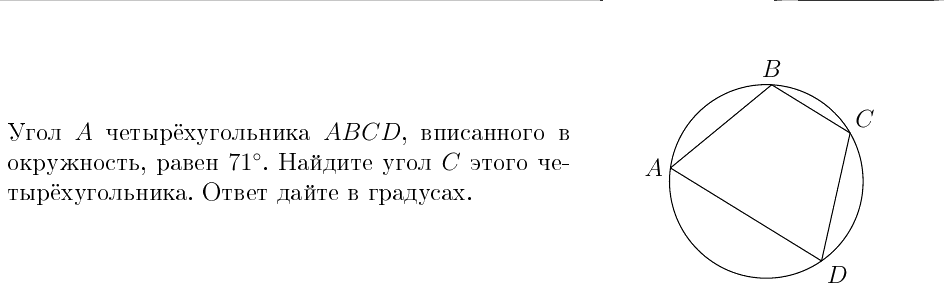 Угол A четырёхугольника ABCD, вписанного в
окружность, равен 71°. Найдите угол C этого че-
тырёхугольника. Ответ дайте в градусах.
B
C
A
D